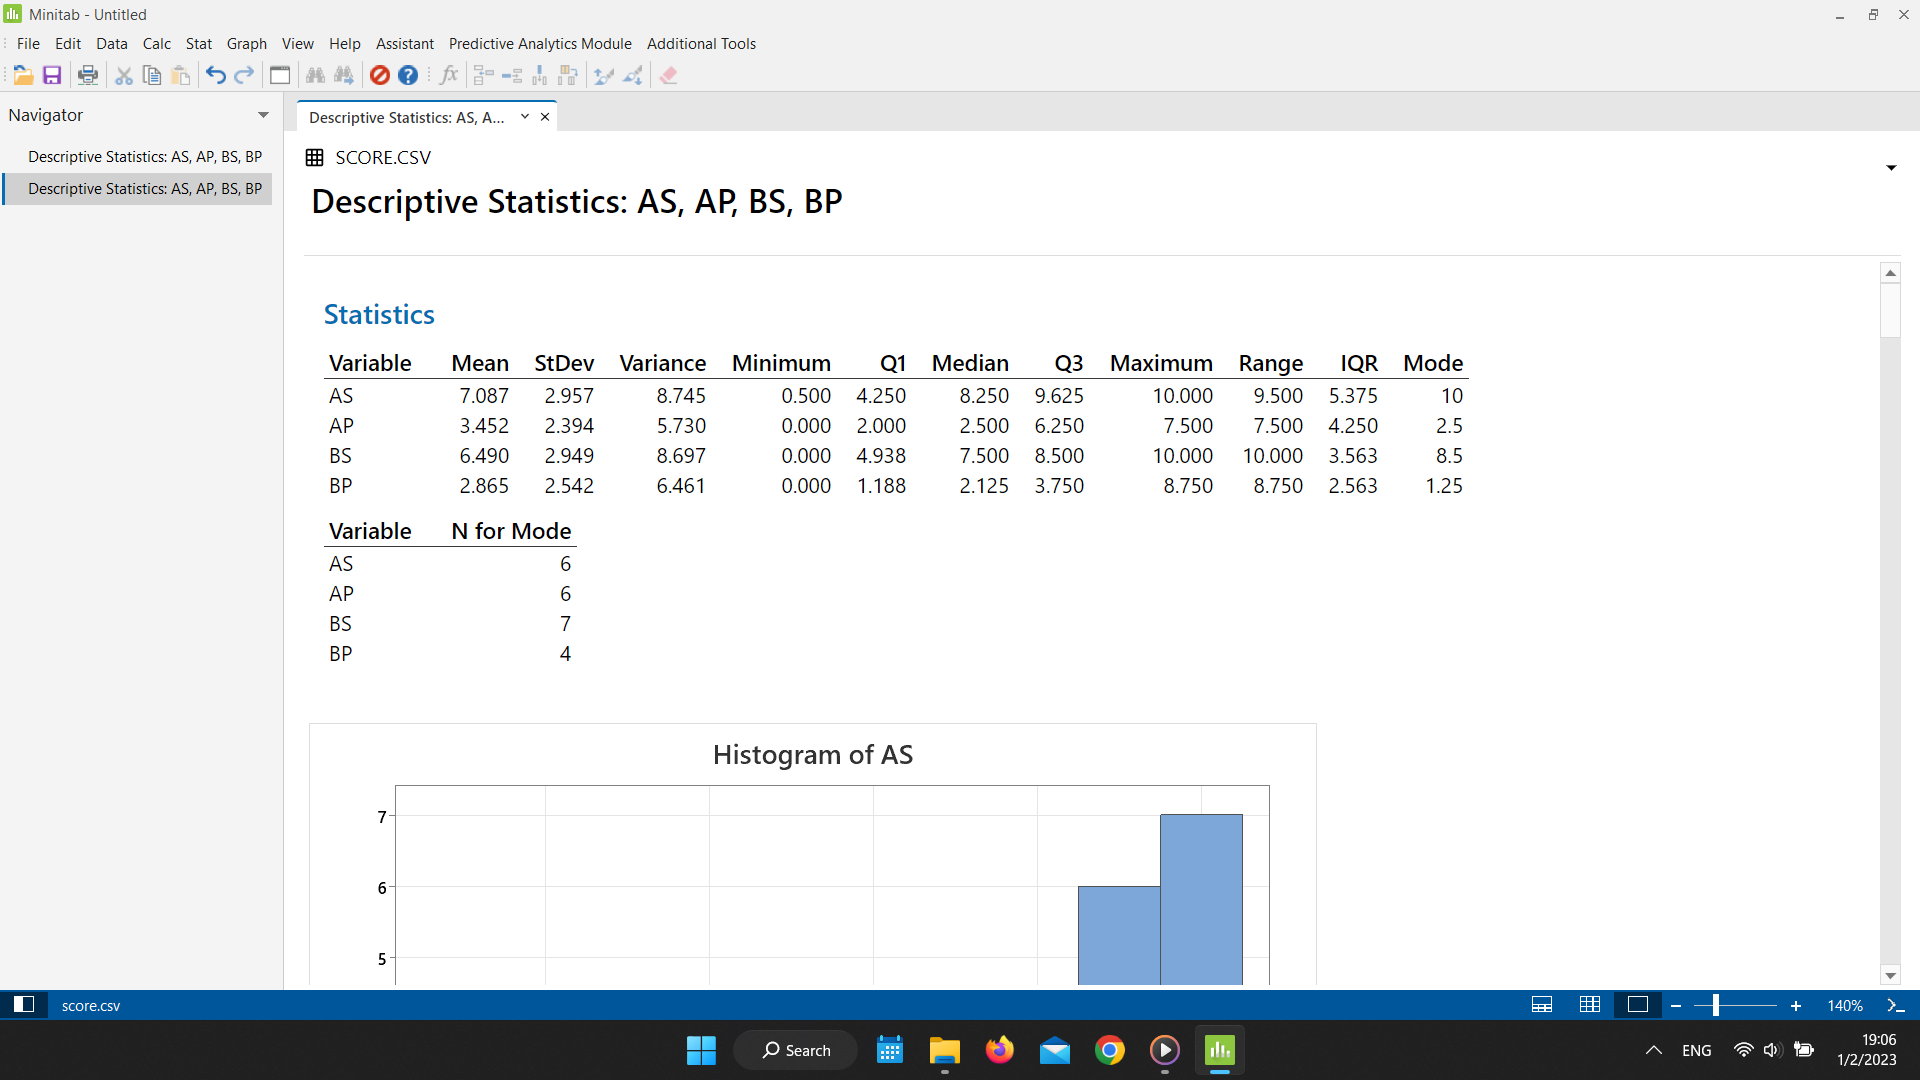 Minitab - Untitled
File Edit Data Calc Stat Graph View Help Assistant Predictive Analytics Module Additional Tools
Navigator
Descriptive Statistics: AS, AP, BS, BP
Descriptive Statistics: AS, AP, BS, BP
Descriptive Statistics: AS, A...
SCORE.CSV
Descriptive Statistics: AS, AP, BS, BP
Statistics
Variable Mean StDev Variance Minimum Q1 Median Q3 Maximum Range IQR Mode
AS 7.087 2.957 8.745 0.500 4.250 8.250 9.625 10.000 9.500 5.375 10
AP 3.452 2.394 5.730 0.000 2.000 2.500 6.250 7.500 7.500 4.250 2.5
BS 6.490 2.949 8.697 0.000 4.938 7.500 8.500 10.000 10.000 3.563 8.5
BP 2.865 2.542 6.461 0.000 1.188 2.125 3.750 8.750 8.750 2.563 1.25
Variable N for Mode
AS 6
AP 6
BS 7
BP 4
Histogram of AS
7
6
5
score.csv
140%
Search
ENG
19:06
1/2/2023